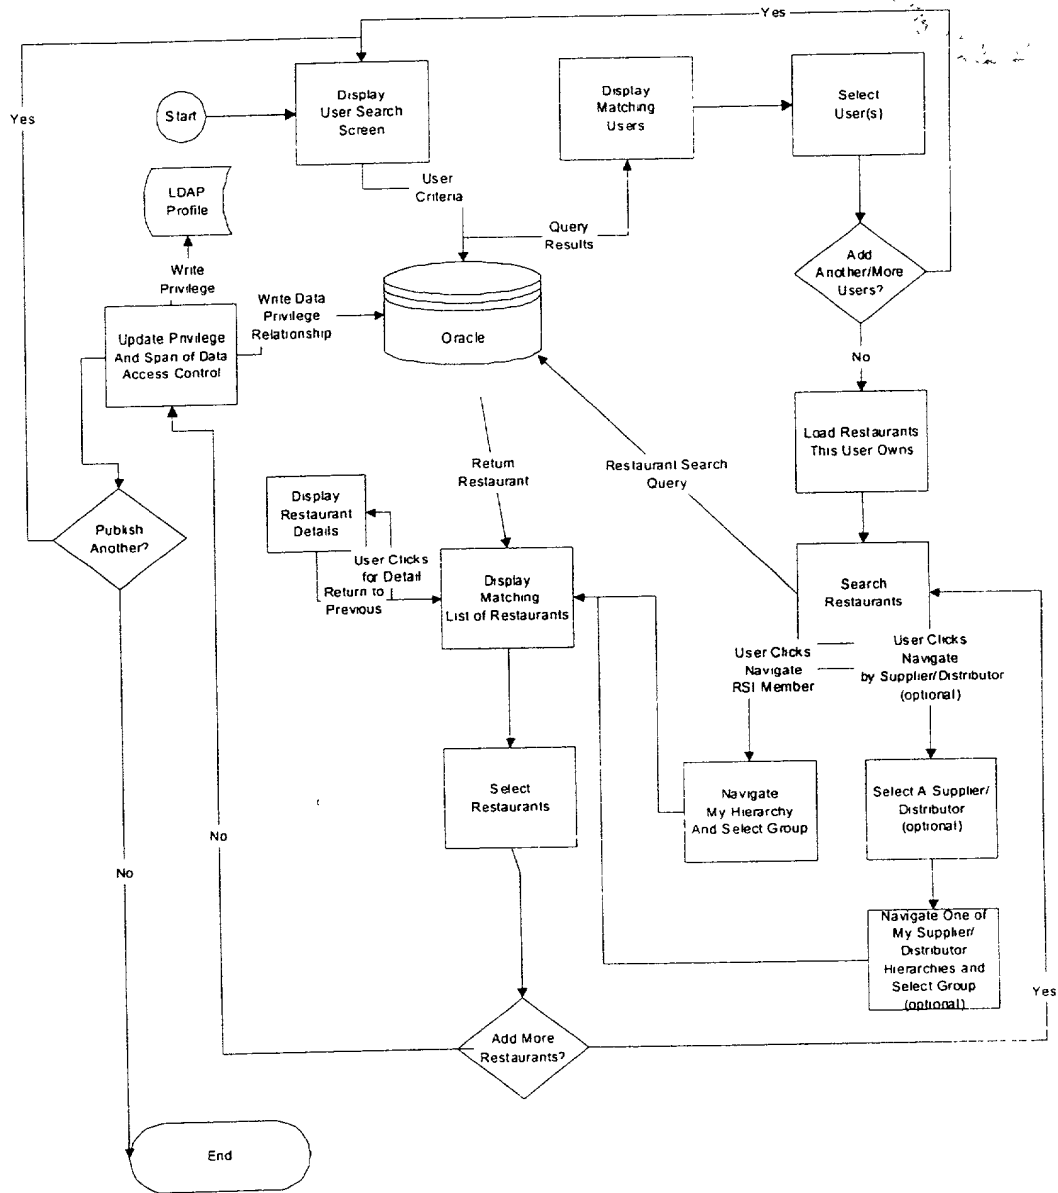 Yes
Yes
Start
Display
User Search
Screen
Display
Matching
Users
Select
User(s)
LDAP
Profile
User
Criteria
Query
Results
Add
Another/More
Users?
Write
Privilege
Write Data
Privilege
Relationship
Oracle
Update Privilege
And Span of Data
Access Control
No
Load Restaurants
This User Owns
Return
Restaurant
Restaurant Search
Query
Display
Restaurant
Details
Publish
Another?
User Clicks
for Detail
Return to
Previous
Display
Matching
List of Restaurants
Search
Restaurants
User Clicks
Navigate
RSI Member
User Clicks
Navigate
by Supplier/Distributor
(optional)
Select
Restaurants
Navigate
My Hierarchy
And Select Group
Select A Supplier/
Distributor
(optional)
No
No
Navigate One of
My Supplier/
Distributor
Hierarchies and
Select Group
(optional)
Yes
Add More
Restaurants?
End